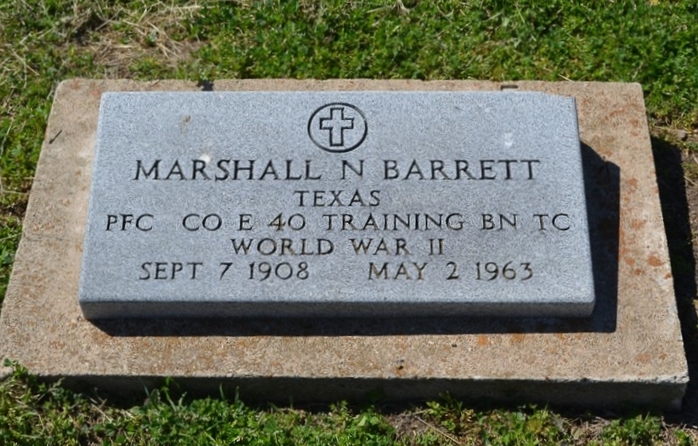 MARSHALL N BARRETT
TEXAS
PFC CO E 40 TRAINING BN TC
WORLD WAR II
SEPT 7 1908 MAY 2 1963